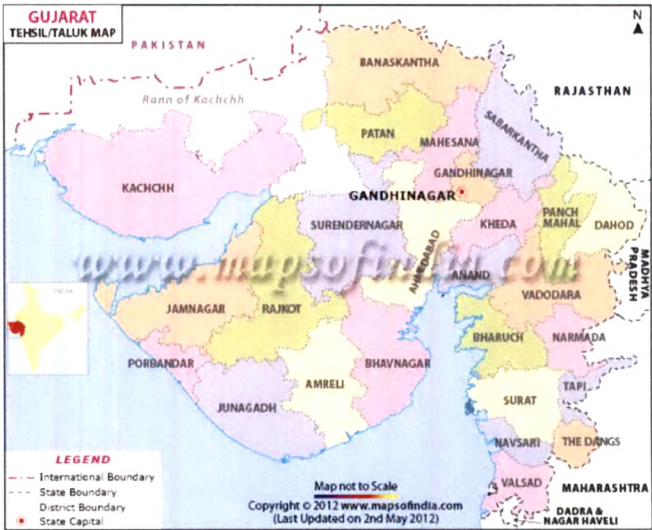 GUJARAT
TEHSIL/TALUK MAP
N
PAKISTAN
BANASKANTHA
RAJASTHAN
Rann of Kachchh
PATAN
SABARKANTHA
MAHESANA
GANDHINAGAR
KACHCHH
GANDHINAGAR
SURENDERNAGAR
KHEDA
PANCH
MAHAL
DAHOD
AHMEDABAD
www.mapsofindia.com
ANAND
MADHYA
PRADESH
INDIA
VADODARA
JAMNAGAR
RAJKOT
BHARUCH
NARMADA
PORBANDAR
BHAVNAGAR
AMRELI
TAPI
JUNAGADH
SURAT
NAVSARI
THE DANGS
LEGEND
International Boundary
State Boundary
District Boundary
State Capital
VALSAD
MAHARASHTRA
Map not to Scale
Copyright © 2012 www.mapsofindia.com
(Last Updated on 2nd May 2012)
DADRA &
NAGAR HAVELI